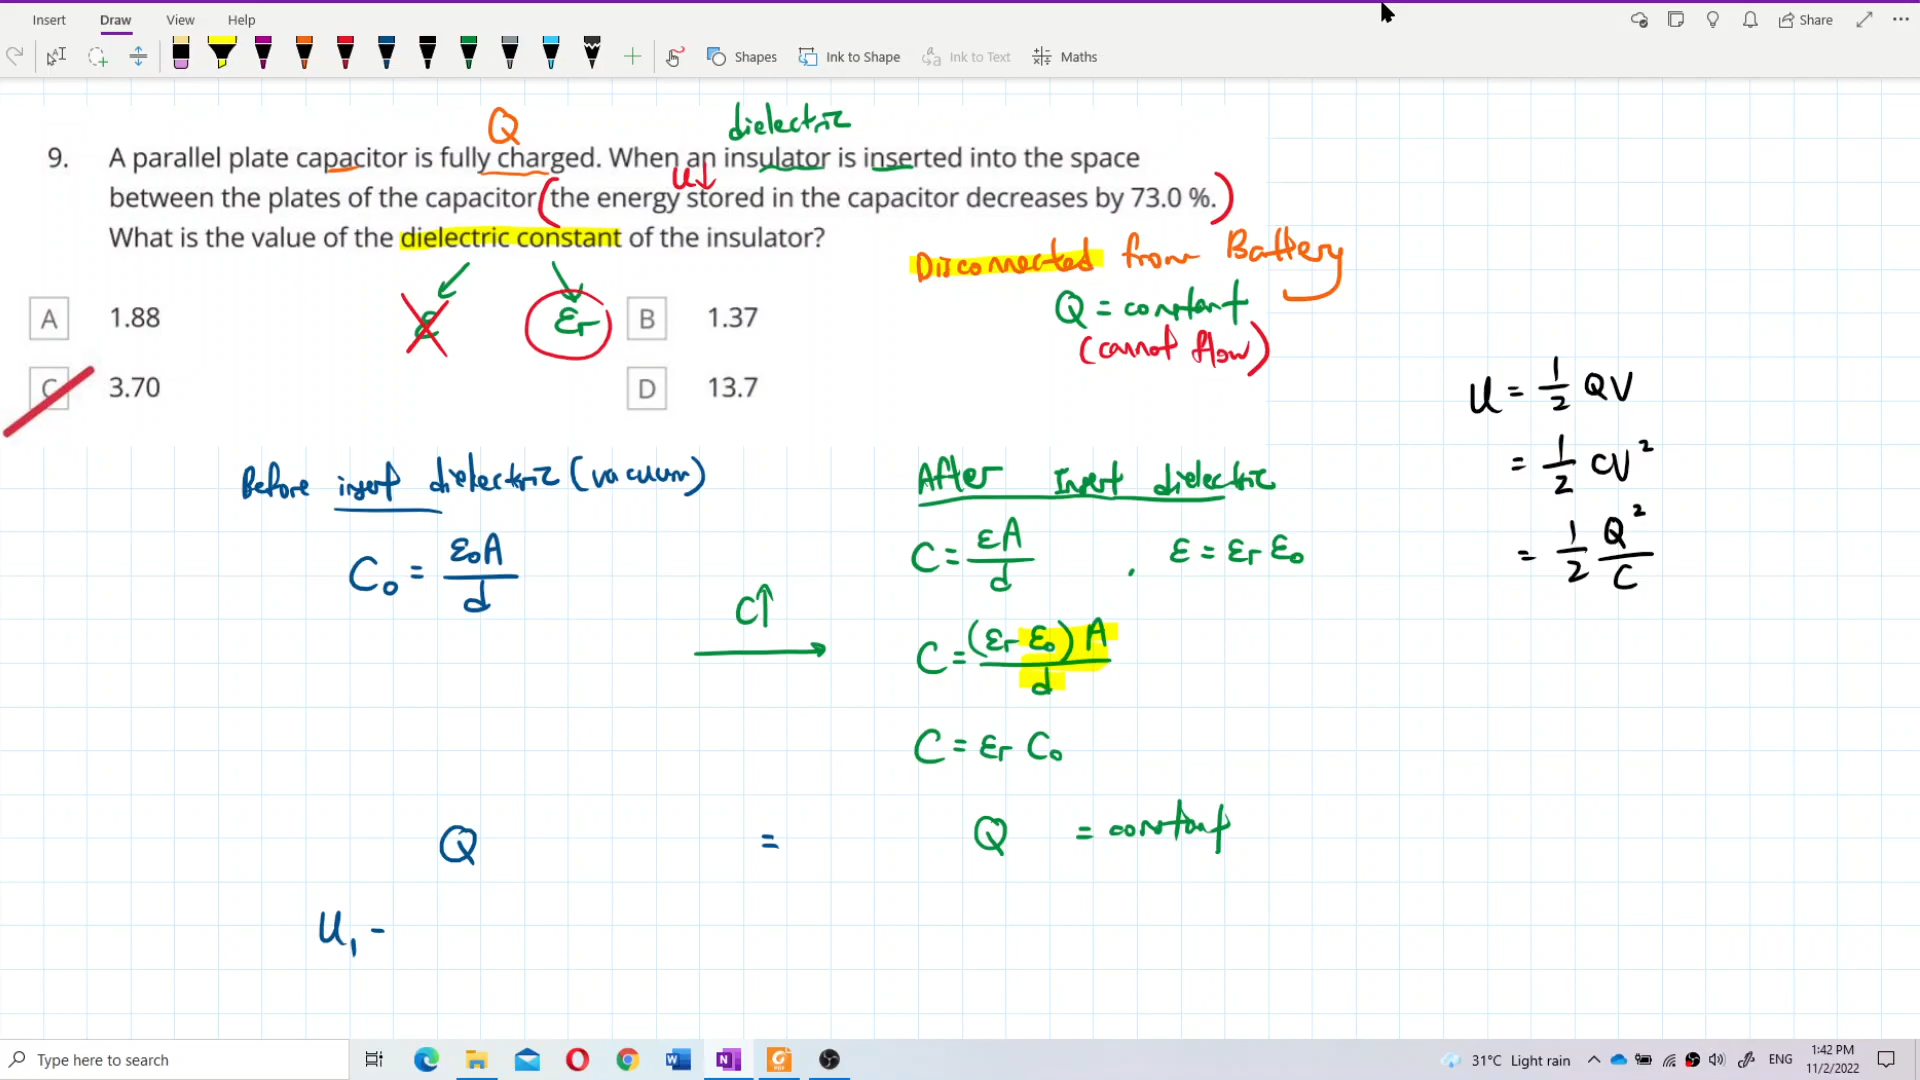 Insert Draw View Help
Shapes Ink to Shape Ink to Text Maths Share
Q dielectric
9. A parallel plate capacitor is fully charged. When an insulator is inserted into the space
U↓
between the plates of the capacitor (the energy stored in the capacitor decreases by 73.0 %.)
What is the value of the dielectric constant of the insulator?
Disconnected from Battery
Q = constant
(cannot flow)
A 1.88 ε εr B 1.37
C 3.70 D 13.7
U = 1/2 QV
= 1/2 CV²
= 1/2 Q²/C
Before insert dielectric (vacuum)
C₀ = ε₀A/d
C↑
After Insert dielectric
C = εA/d , ε = εr ε₀
C = (εr ε₀) A/d
C = εr C₀
Q = Q = constant
U₁ -
Type here to search
31°C Light rain ENG 1:42 PM
11/2/2022